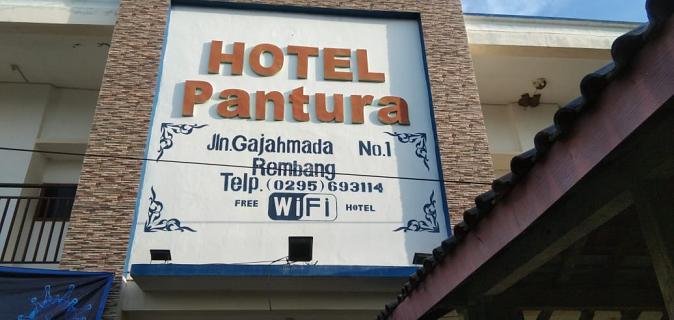 HOTEL
Pantura
Jln.Gajahmada No.1
Rembang
Telp.(0295)693114
FREE WiFi HOTEL